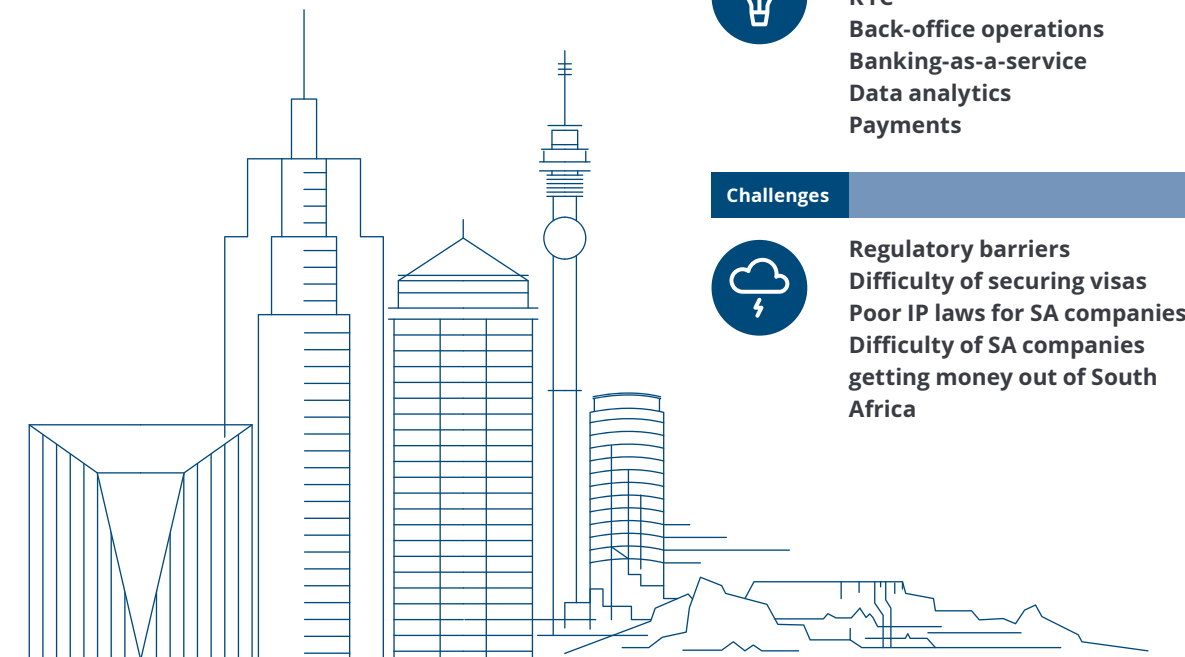 KYC
Back-office operations
Banking-as-a-service
Data analytics
Payments
Challenges
Regulatory barriers
Difficulty of securing visas
Poor IP laws for SA companies
Difficulty of SA companies
getting money out of South
Africa